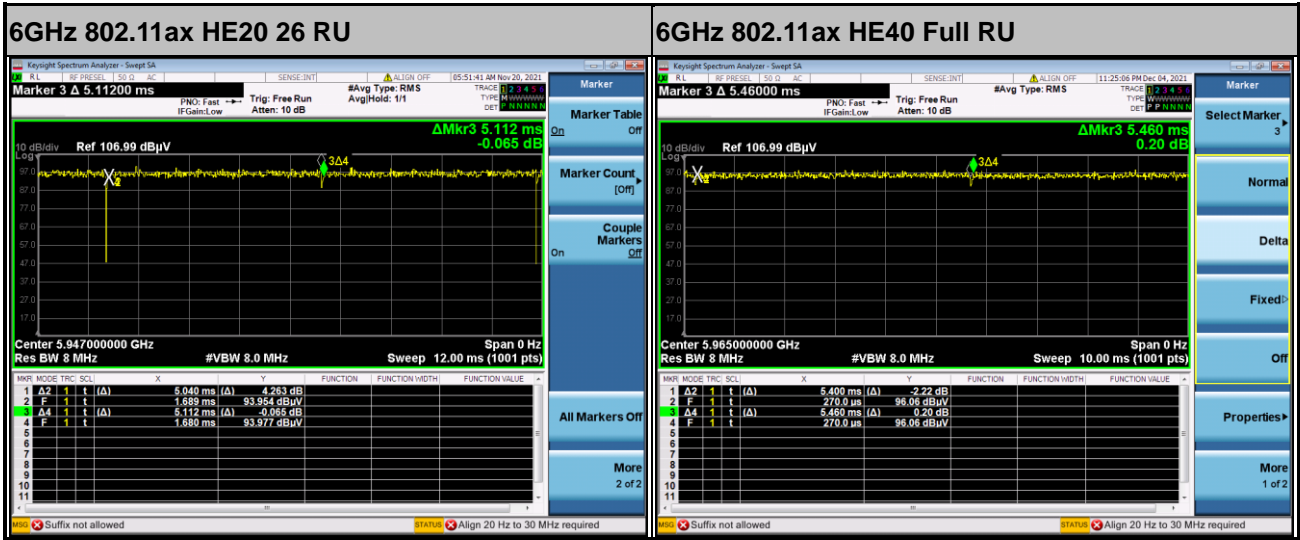 6GHz 802.11ax HE20 26 RU
Keysight Spectrum Analyzer - Swept SA
RL RF PRESEL 50 Ω AC SENSE:INT ALIGN OFF 05:51:41 AM Nov 20, 2021
Marker 3 Δ 5.11200 ms
PNO: Fast
IFGain:Low
Trig: Free Run
Atten: 10 dB
#Avg Type: RMS
Avg|Hold: 1/1
TRACE 1 2 3 4 5 6
TYPE M W W W W W
DET P N N N N N
ΔMkr3 5.112 ms
-0.065 dB
10 dB/div Ref 106.99 dBµV
Log
97.0
87.0
77.0
67.0
57.0
47.0
37.0
27.0
17.0
2
3Δ4
Center 5.947000000 GHz Span 0 Hz
Res BW 8 MHz #VBW 8.0 MHz Sweep 12.00 ms (1001 pts)
MKR MODE TRC SCL X Y FUNCTION FUNCTION WIDTH FUNCTION VALUE
1 Δ2 1 t (Δ) 5.040 ms (Δ) 4.263 dB
2 F 1 t 1.689 ms 93.954 dBµV
3 Δ4 1 t (Δ) 5.112 ms (Δ) -0.065 dB
4 F 1 t 1.680 ms 93.977 dBµV
5
6
7
8
9
10
11
MSG Suffix not allowed STATUS Align 20 Hz to 30 MHz required
Marker
Marker Table
On Off
Marker Count
[Off]
Couple
Markers
On Off
All Markers Off
More
2 of 2
6GHz 802.11ax HE40 Full RU
Keysight Spectrum Analyzer - Swept SA
RL RF PRESEL 50 Ω AC SENSE:INT ALIGN OFF 11:25:06 PM Dec 04, 2021
Marker 3 Δ 5.46000 ms
PNO: Fast
IFGain:Low
Trig: Free Run
Atten: 10 dB
#Avg Type: RMS
TRACE 1 2 3 4 5 6
TYPE W W W W W W
DET P P N N N N
ΔMkr3 5.460 ms
0.20 dB
10 dB/div Ref 106.99 dBµV
Log
97.0
87.0
77.0
67.0
57.0
47.0
37.0
27.0
17.0
3Δ4
Center 5.965000000 GHz Span 0 Hz
Res BW 8 MHz #VBW 8.0 MHz Sweep 10.00 ms (1001 pts)
MKR MODE TRC SCL X Y FUNCTION FUNCTION WIDTH FUNCTION VALUE
1 Δ2 1 t (Δ) 5.400 ms (Δ) -2.22 dB
2 F 1 t 270.0 µs 96.06 dBµV
3 Δ4 1 t (Δ) 5.460 ms (Δ) 0.20 dB
4 F 1 t 270.0 µs 96.06 dBµV
5
6
7
8
9
10
11
MSG Suffix not allowed STATUS Align 20 Hz to 30 MHz required
Marker
Select Marker
3
Normal
Delta
Fixed
Off
Properties
More
1 of 2